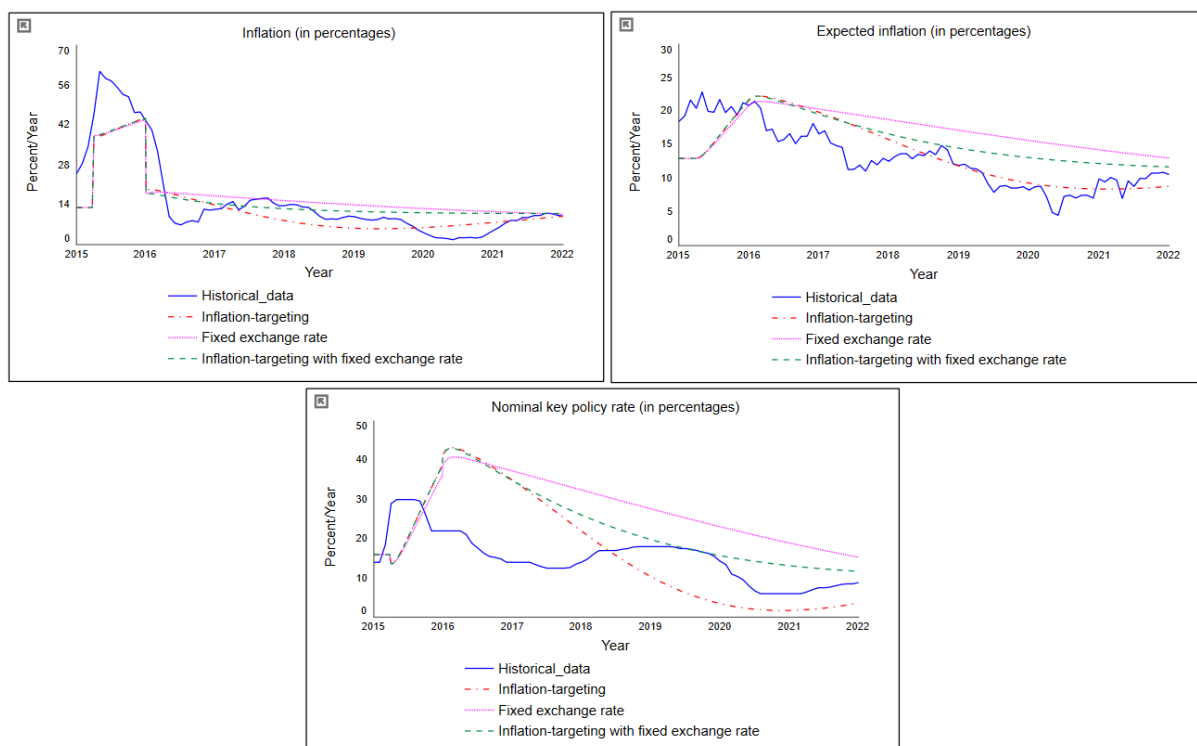 Inflation (in percentages)
70
56
42
28
14
0
Percent/Year
2015 2016 2017 2018 2019 2020 2021 2022
Year
Historical_data
Inflation-targeting
Fixed exchange rate
Inflation-targeting with fixed exchange rate
Expected inflation (in percentages)
30
25
20
15
10
5
0
Percent/Year
2015 2016 2017 2018 2019 2020 2021 2022
Year
Historical_data
Inflation-targeting
Fixed exchange rate
Inflation-targeting with fixed exchange rate
Nominal key policy rate (in percentages)
50
40
30
20
10
0
Percent/Year
2015 2016 2017 2018 2019 2020 2021 2022
Year
Historical_data
Inflation-targeting
Fixed exchange rate
Inflation-targeting with fixed exchange rate